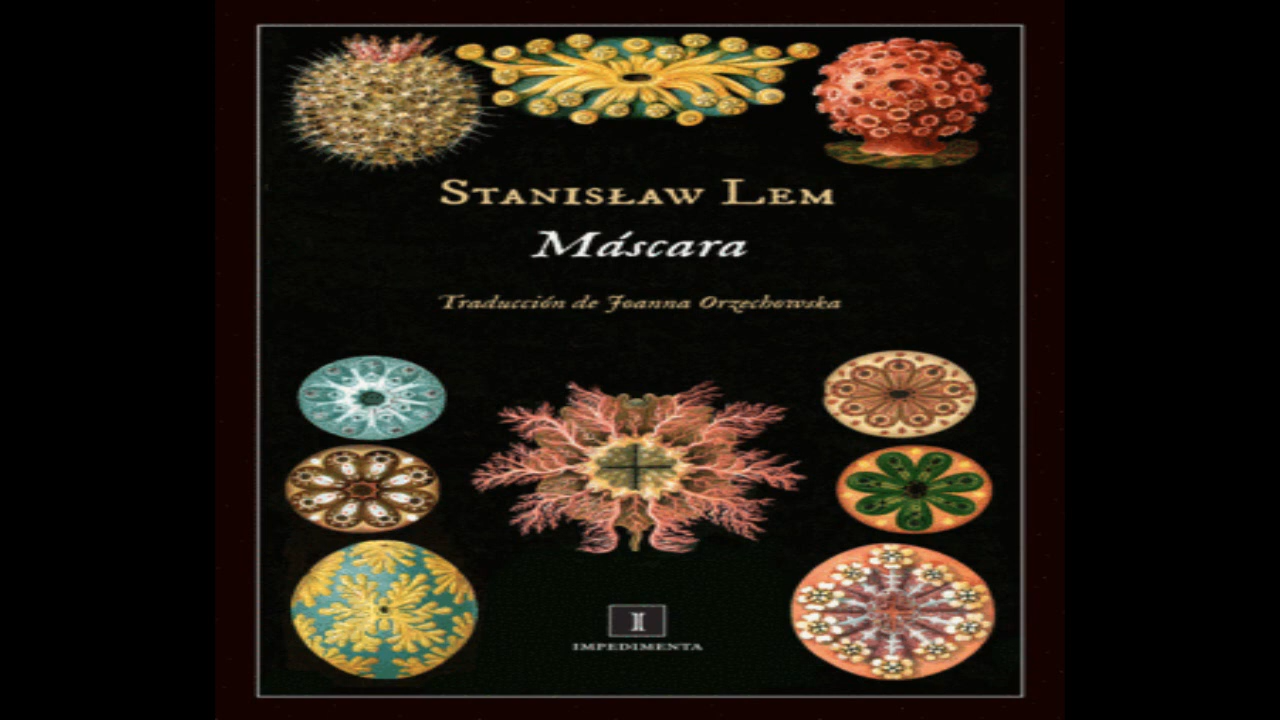 Stanisław Lem
Máscara
Traducción de Joanna Orzechowska
I
IMPEDIMENTA